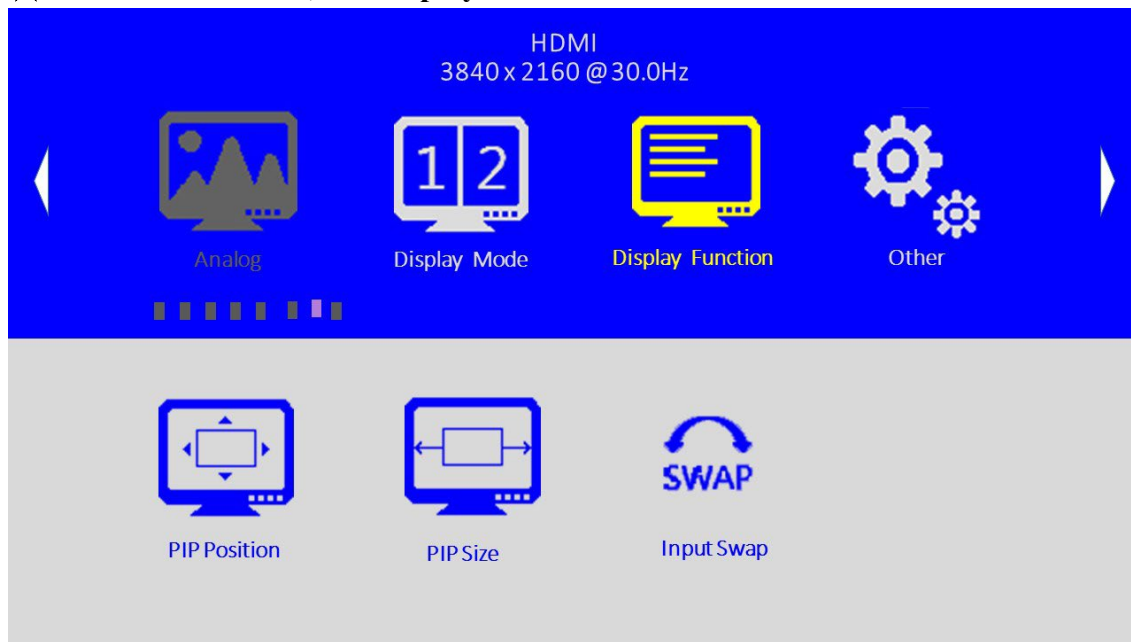 HDMI
3840 x 2160 @ 30.0Hz
1 2
Analog Display Mode Display Function Other
SWAP
PIP Position PIP Size Input Swap